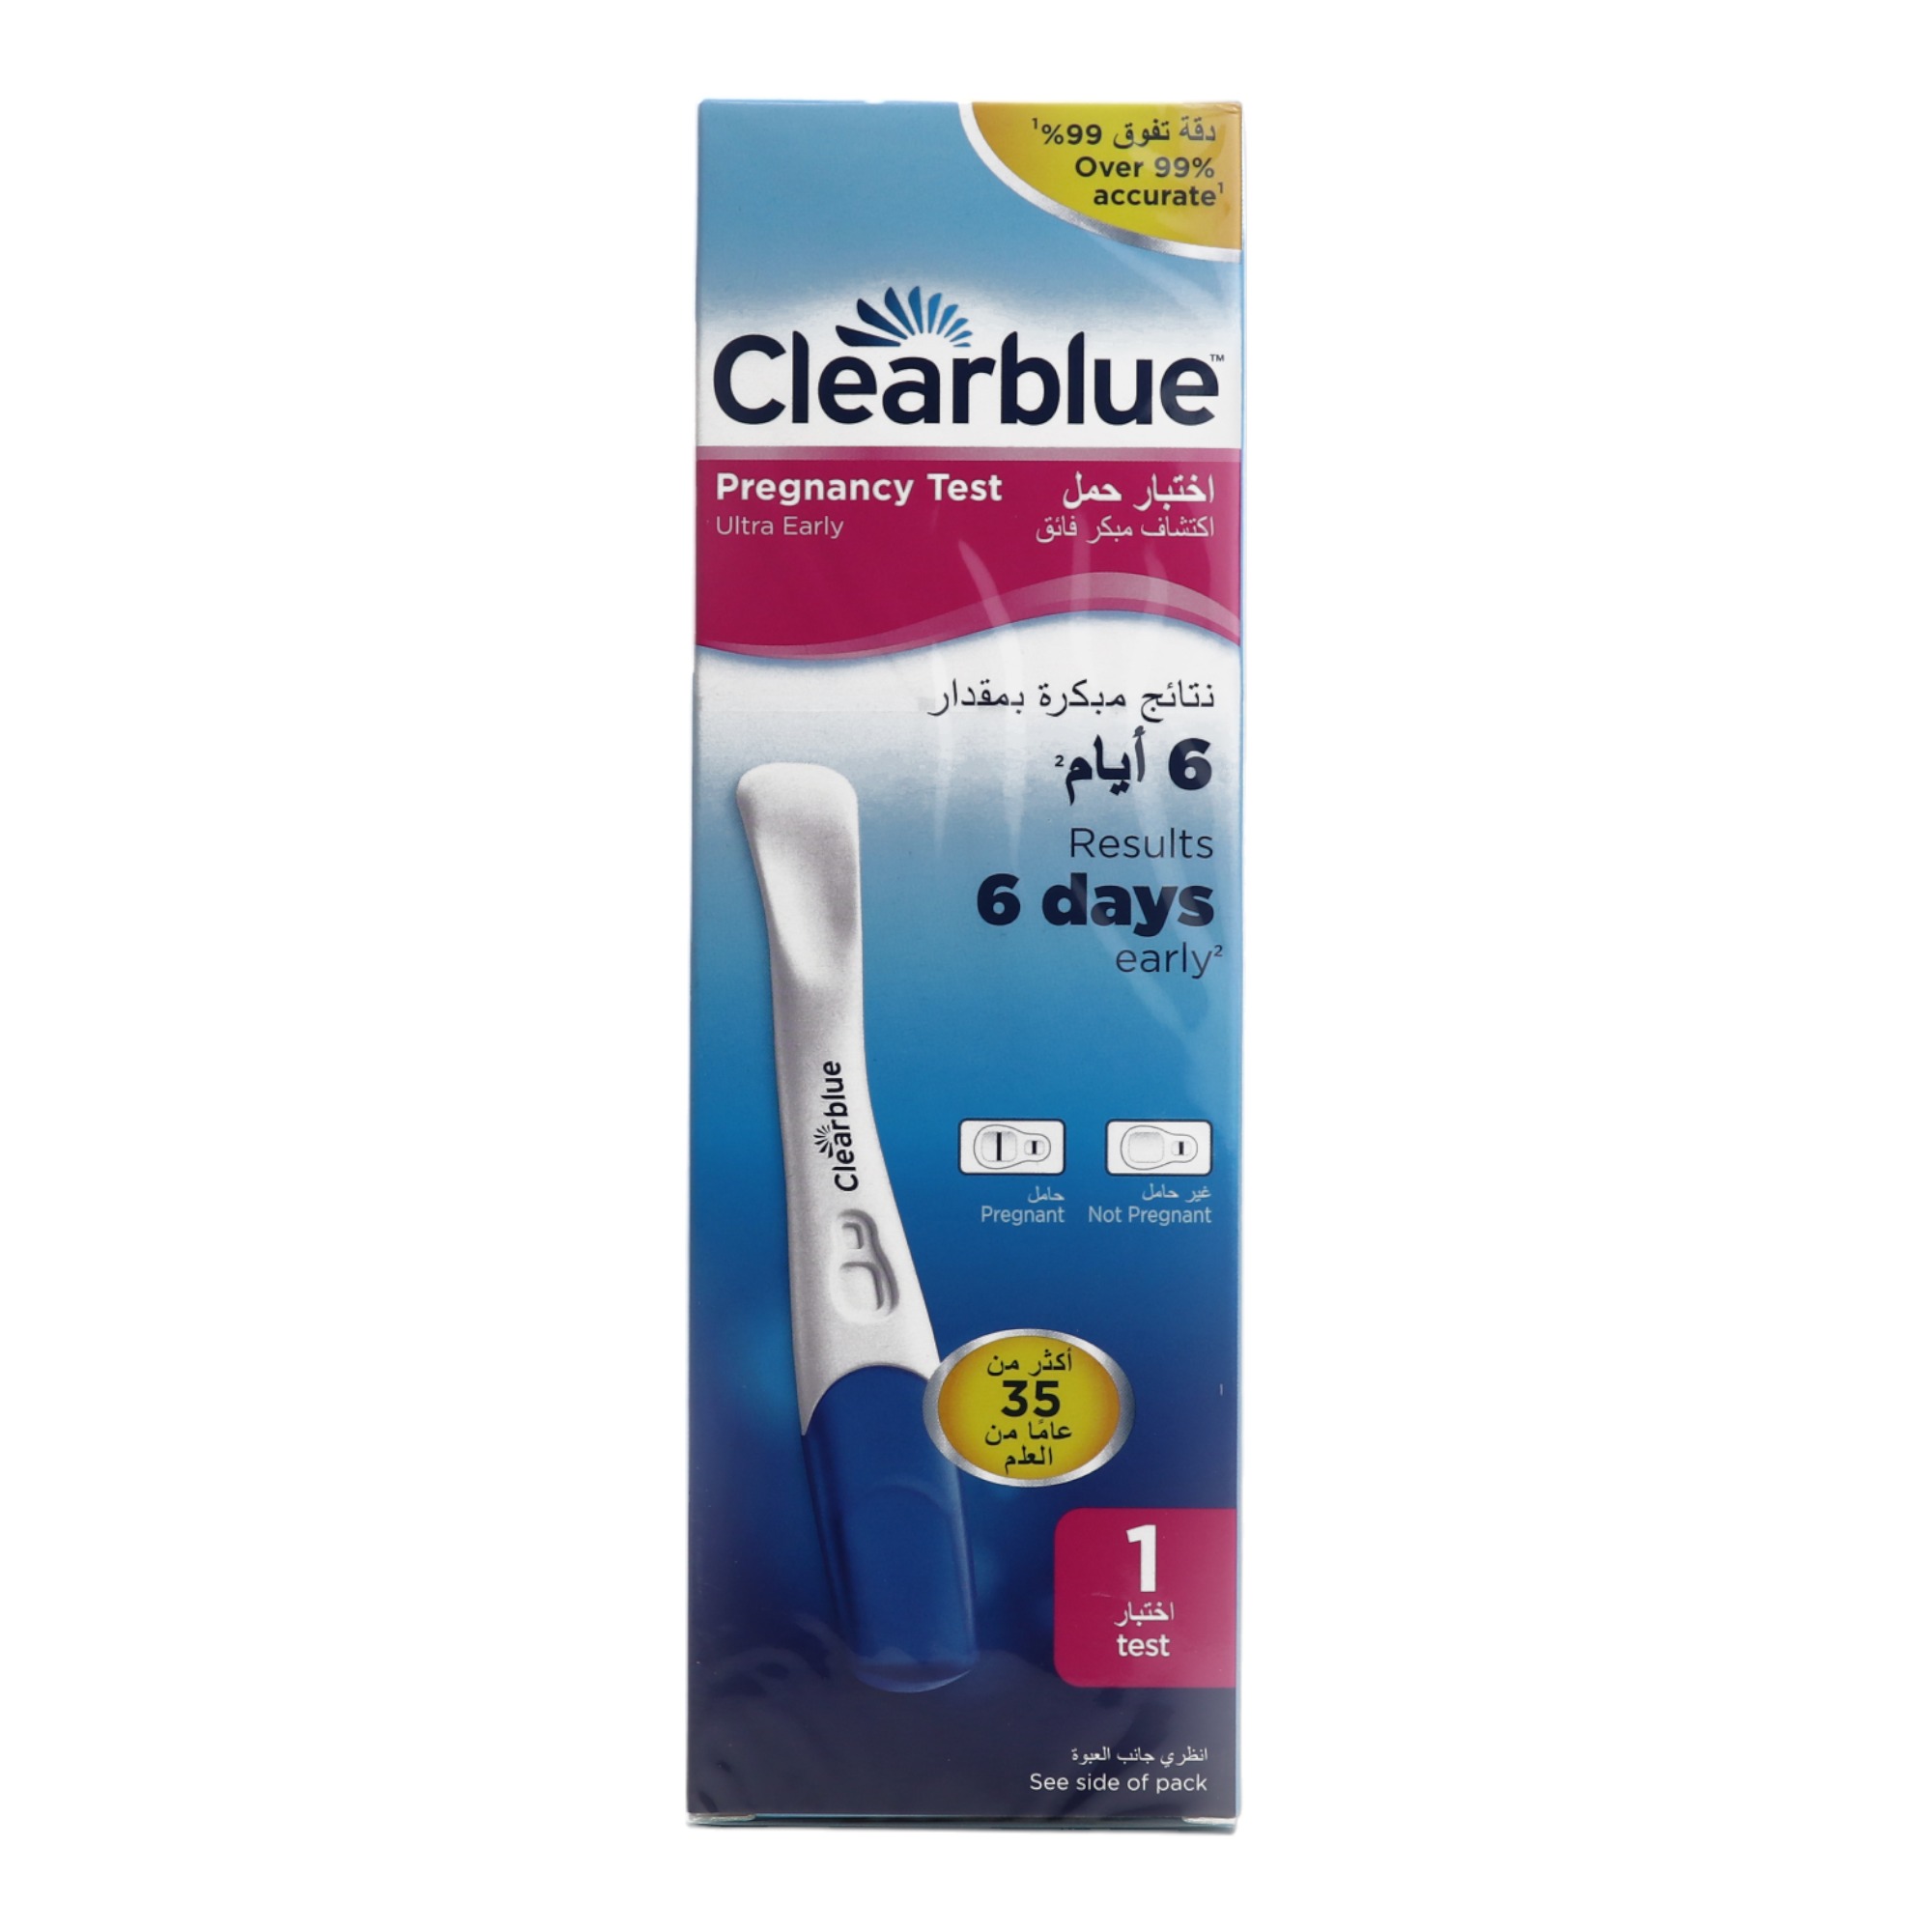 دقة تفوق 99%¹
Over 99%
accurate¹
Clearblue™
Pregnancy Test اختبار حمل
Ultra Early اكتشاف مبكر فائق
نتائج مبكرة بمقدار
6 أيام²
Results
6 days
early²
Clearblue
حامل
Pregnant
غير حامل
Not Pregnant
أكثر من
35
عامًا من
العلم
1
اختبار
test
انظري جانب العبوة
See side of pack